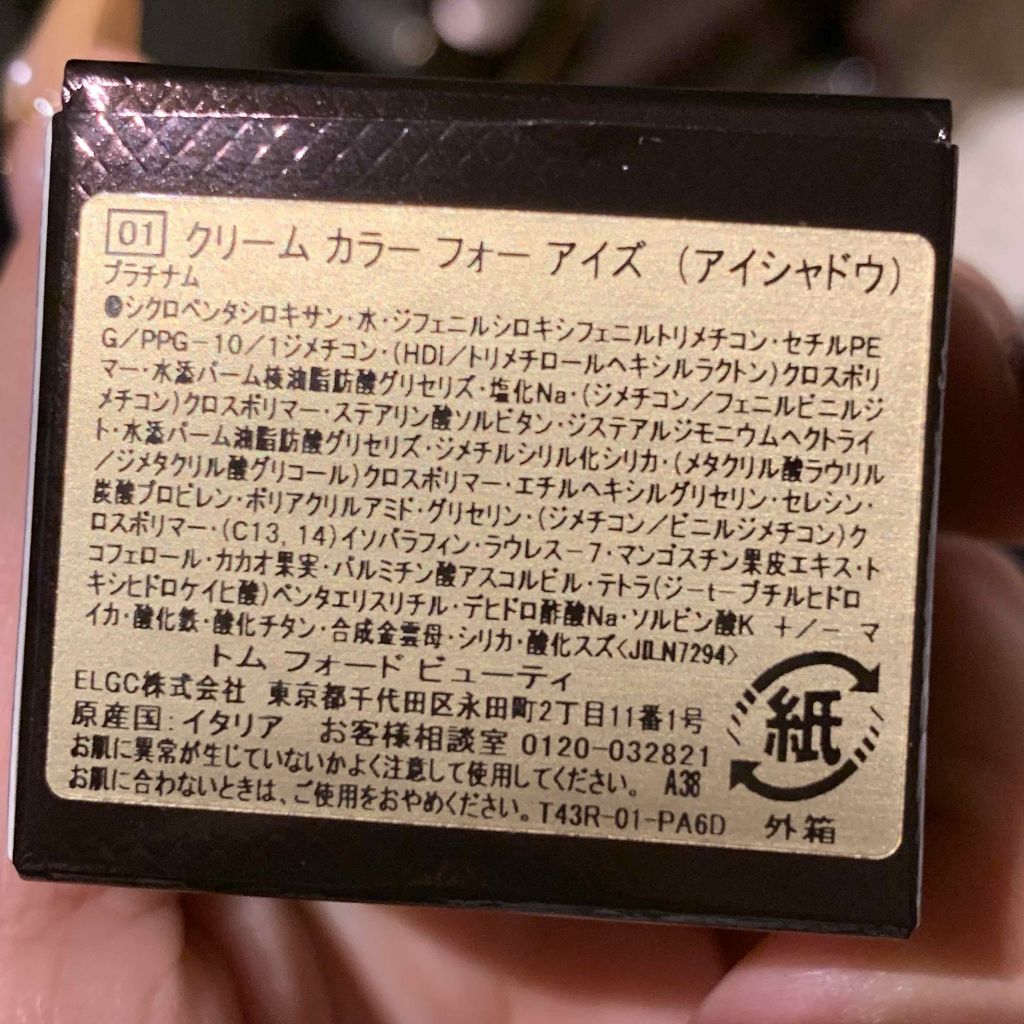 01 クリーム カラー フォー アイズ (アイシャドウ)
プラチナム
●シクロペンタシロキサン・水・ジフェニルシロキシフェニルトリメチコン・セチルPE
G/PPG-10/1ジメチコン・(HDI/トリメチロールヘキシルラクトン)クロスポリ
マー・水添パーム核油脂肪酸グリセリズ・塩化Na・(ジメチコン/フェニルビニルジ
メチコン)クロスポリマー・ステアリン酸ソルビタン・ジステアルジモニウムヘクトライ
ト・水添パーム油脂肪酸グリセリズ・ジメチルシリル化シリカ・(メタクリル酸ラウリル
/ジメタクリル酸グリコール)クロスポリマー・エチルヘキシルグリセリン・セレシン・
炭酸プロピレン・ポリアクリルアミド・グリセリン・(ジメチコン/ビニルジメチコン)ク
ロスポリマー・(C13, 14)イソパラフィン・ラウレス-7・マンゴスチン果皮エキス・ト
コフェロール・カカオ果実・パルミチン酸アスコルビル・テトラ(ジ-t-ブチルヒドロ
キシヒドロケイヒ酸)ペンタエリスリチル・デヒドロ酢酸Na・ソルビン酸K +/- マ
イカ・酸化鉄・酸化チタン・合成金雲母・シリカ・酸化スズ<ILN7294>
トム フォード ビューティ
ELGC株式会社 東京都千代田区永田町2丁目11番1号
原産国:イタリア お客様相談室 0120-032821
お肌に異常が生じていないかよく注意して使用してください。 A38
お肌に合わないときは、ご使用をおやめください。T43R-01-PA6D
紙
外箱